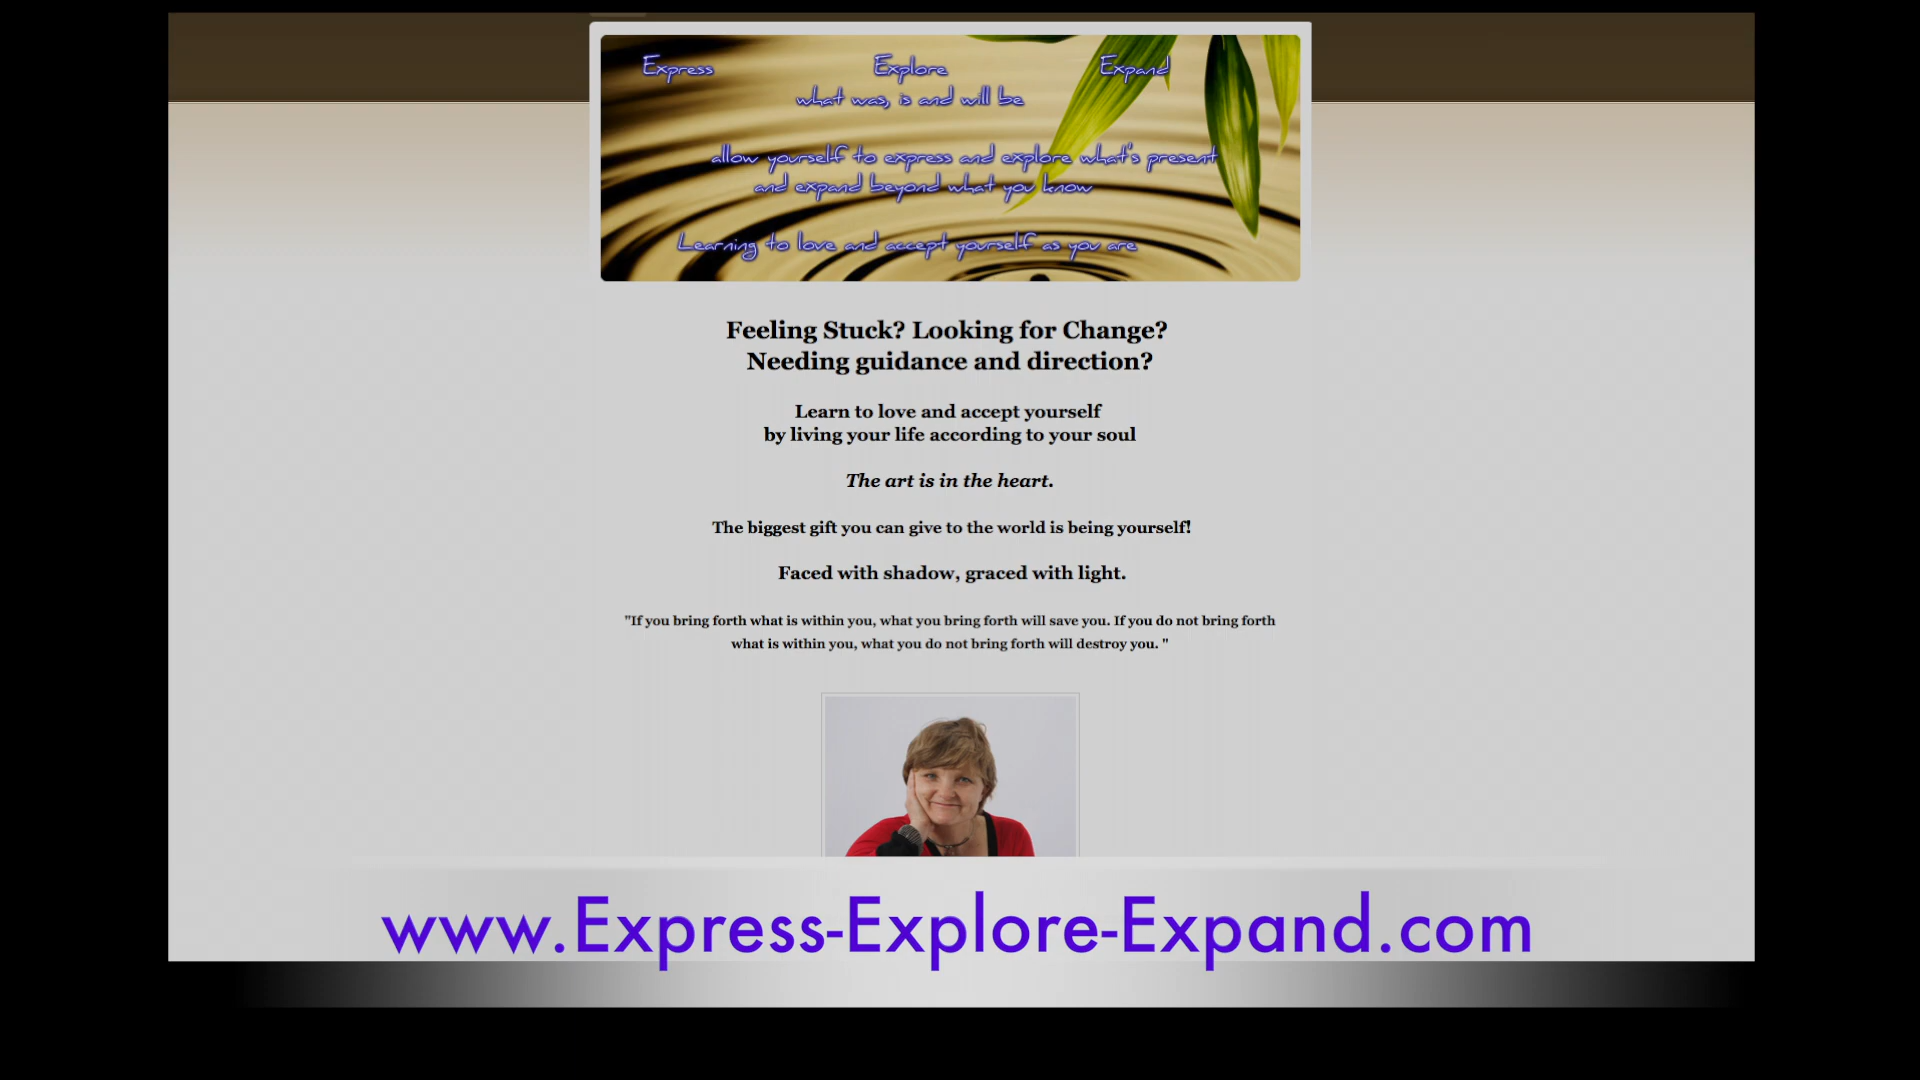 Express Explore Expand
what was, is and will be
allow yourself to express and explore what's present
and expand beyond what you know
Learning to love and accept yourself as you are
Feeling Stuck? Looking for Change?
Needing guidance and direction?
Learn to love and accept yourself
by living your life according to your soul
The art is in the heart.
The biggest gift you can give to the world is being yourself!
Faced with shadow, graced with light.
"If you bring forth what is within you, what you bring forth will save you. If you do not bring forth
what is within you, what you do not bring forth will destroy you. "
www.Express-Explore-Expand.com